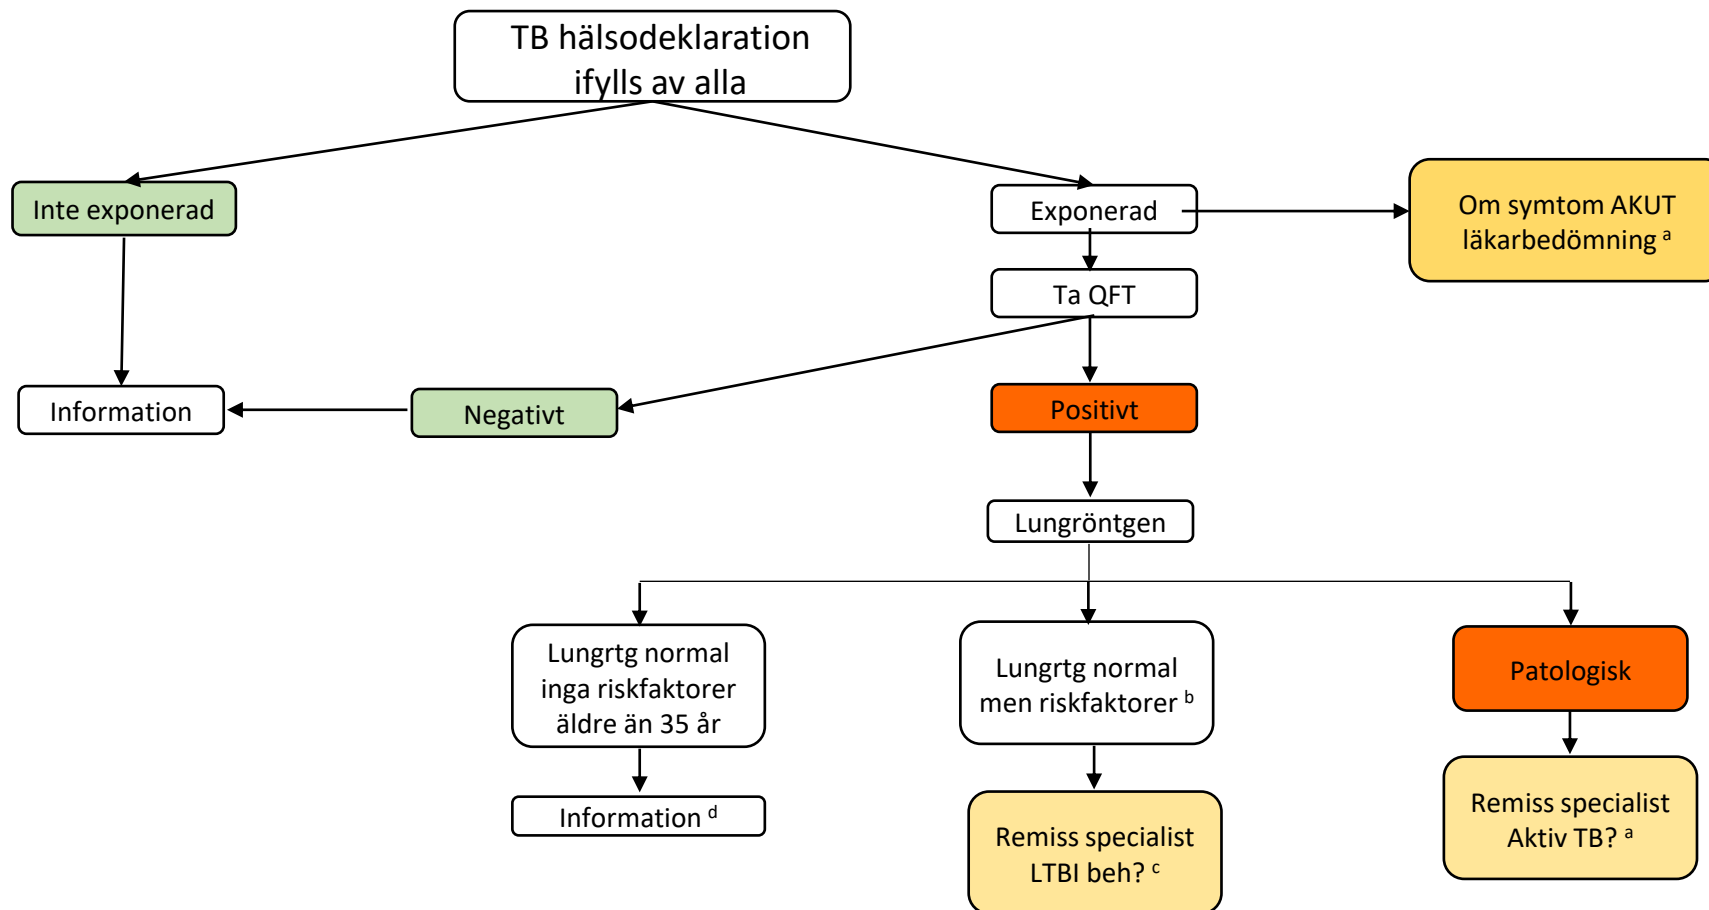 TB hälsodeklaration
ifylls av alla
Inte exponerad
Exponerad
Om symtom AKUT
läkarbedömning a
Ta QFT
Information
Negativt
Positivt
Lungröntgen
Lungrtg normal
inga riskfaktorer
äldre än 35 år
Lungrtg normal
men riskfaktorer b
Patologisk
Information d
Remiss specialist
LTBI beh? c
Remiss specialist
Aktiv TB? a